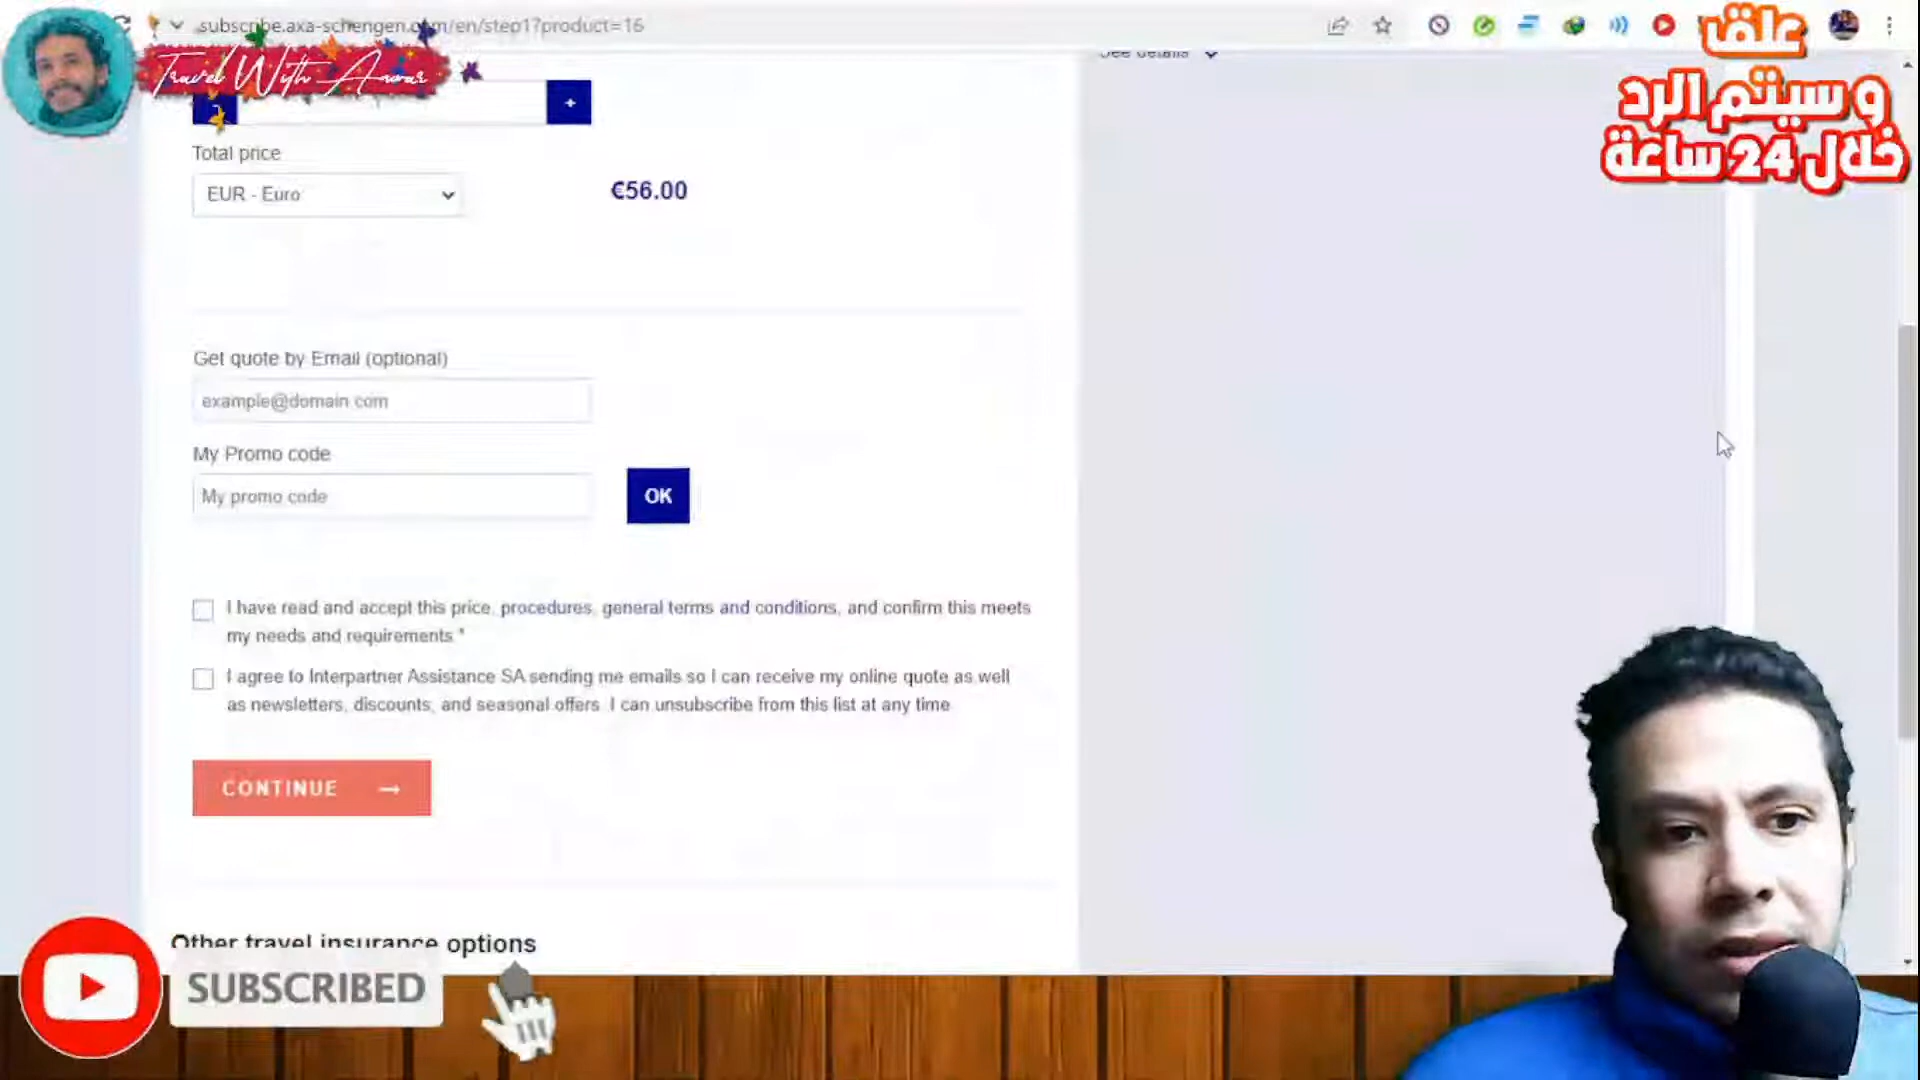 subscribe.axa-schengen.com/en/step1?product=16
Travel With Anwar
علق
و سيتم الرد
خلال 24 ساعة
See details
+
Total price
EUR - Euro
€56.00
Get quote by Email (optional)
example@domain.com
My Promo code
My promo code
OK
I have read and accept this price, procedures, general terms and conditions, and confirm this meets
my needs and requirements *
I agree to Interpartner Assistance SA sending me emails so I can receive my online quote as well
as newsletters, discounts, and seasonal offers. I can unsubscribe from this list at any time
CONTINUE →
Other travel insurance options
SUBSCRIBED